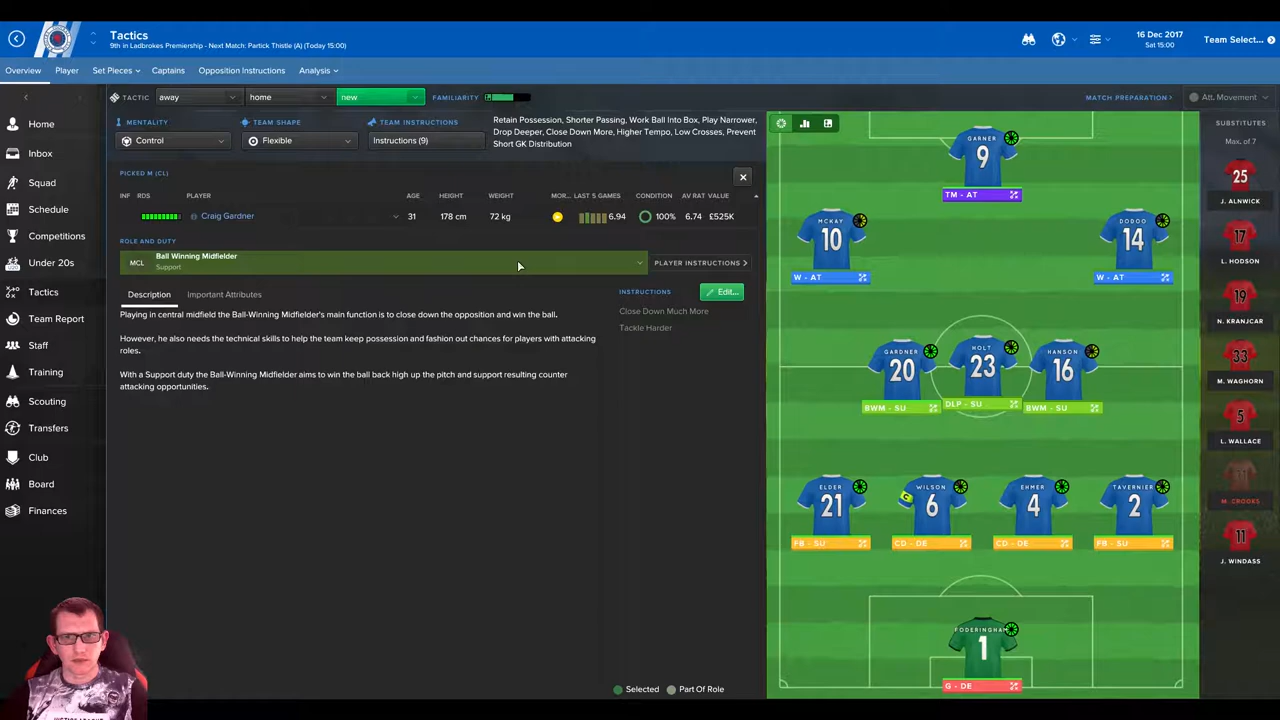 Tactics
9th in Ladbrokes Premiership - Next Match: Partick Thistle (A) (Today 15:00)
16 Dec 2017
Sat 15:00
Team Select...
Overview
Player
Set Pieces
Captains
Opposition Instructions
Analysis
TACTIC
away
home
new
FAMILIARITY
MATCH PREPARATION >
Att. Movement
MENTALITY
Control
TEAM SHAPE
Flexible
TEAM INSTRUCTIONS
Instructions (9)
Retain Possession, Shorter Passing, Work Ball Into Box, Play Narrower,
Drop Deeper, Close Down More, Higher Tempo, Low Crosses, Prevent
Short GK Distribution
Home
Inbox
Squad
Schedule
Competitions
Under 20s
Tactics
Team Report
Staff
Training
Scouting
Transfers
Club
Board
Finances
PICKED M (CL)
INF RDS PLAYER AGE HEIGHT WEIGHT MOR... LAST 5 GAMES CONDITION AV RAT VALUE
Craig Gardner 31 178 cm 72 kg 6.94 100% 6.74 £525K
ROLE AND DUTY
MCL
Ball Winning Midfielder
Support
PLAYER INSTRUCTIONS >
Description
Important Attributes
INSTRUCTIONS
Edit...
Close Down Much More
Tackle Harder
Playing in central midfield the Ball-Winning Midfielder's main function is to close down the opposition and win the ball.
However, he also needs the technical skills to help the team keep possession and fashion out chances for players with attacking
roles.
With a Support duty the Ball-Winning Midfielder aims to win the ball back high up the pitch and support resulting counter
attacking opportunities.
Selected
Part Of Role
GARNER
9
TM - AT
MCKAY
10
W - AT
DODOO
14
W - AT
GARDNER
20
BWM - SU
HOLT
23
DLP - SU
HANSON
16
BWM - SU
ELDER
21
FB - SU
WILSON
C
6
CD - DE
EHMER
4
CD - DE
TAVERNIER
2
FB - SU
FODERINGHAM
1
G - DE
SUBSTITUTES
Max. of 7
25
J. ALNWICK
17
L. HODSON
19
N. KRANJCAR
33
M. WAGHORN
5
L. WALLACE
M. CROOKS
11
J. WINDASS